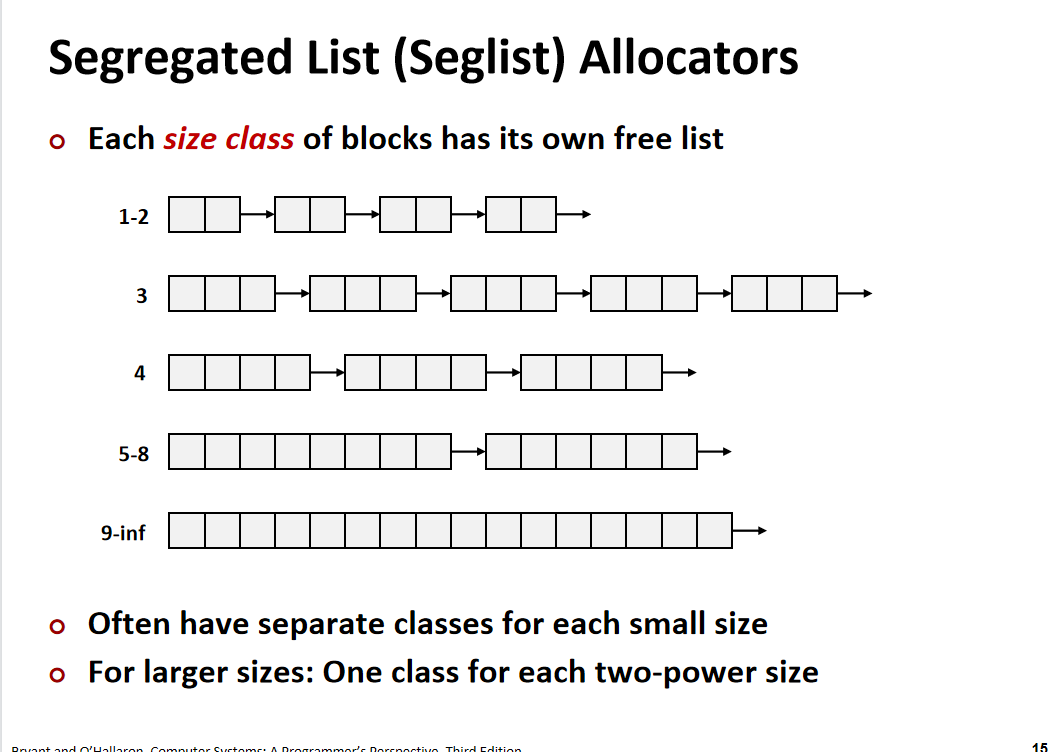 Segregated List (Seglist) Allocators
Each size class of blocks has its own free list
1-2
3
4
5-8
9-inf
Often have separate classes for each small size
For larger sizes: One class for each two-power size
Bryant and O'Hallaron, Computer Systems: A Programmer's Perspective, Third Edition
15